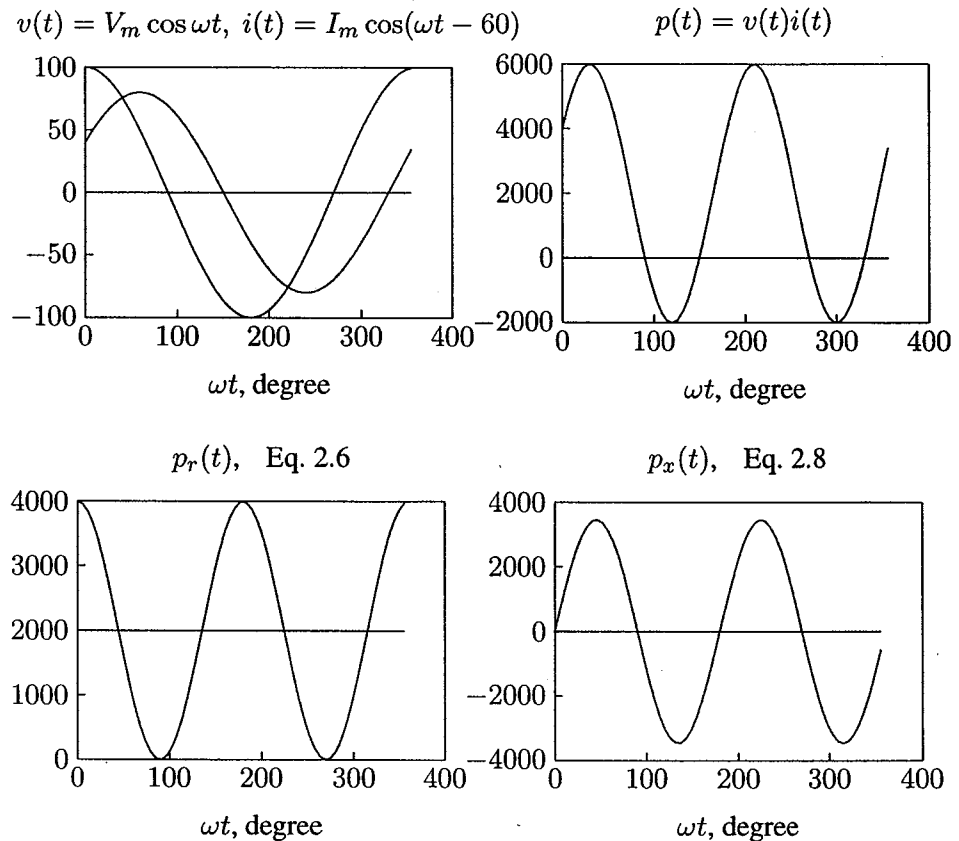 v(t) = V_m cos ωt, i(t) = I_m cos(ωt − 60)
100
50
0
−50
−100
0 100 200 300 400
ωt, degree
p(t) = v(t)i(t)
6000
4000
2000
0
−2000
0 100 200 300 400
ωt, degree
p_r(t), Eq. 2.6
4000
3000
2000
1000
0
0 100 200 300 400
ωt, degree
p_x(t), Eq. 2.8
4000
2000
0
−2000
−4000
0 100 200 300 400
ωt, degree